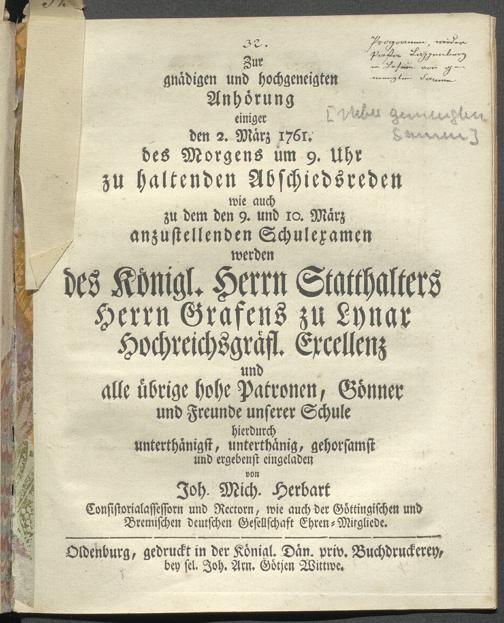 32.
Zur
gnädigen und hochgeneigten
Anhörung
einiger
den 2. März 1761.
des Morgens um 9. Uhr
zu haltenden Abschiedsreden
wie auch
zu dem den 9. und 10. März
anzustellenden Schulexamen
werden
des Königl. Herrn Statthalters
Herrn Grafens zu Lynar
Hochreichsgräfl. Excellenz
und
alle übrige hohe Patronen, Gönner
und Freunde unserer Schule
hierdurch
unterthänigst, unterthänig, gehorsamst
und ergebenst eingeladen
von
Joh. Mich. Herbart
Consistorialassessorn und Rectorn, wie auch der Göttingischen und
Bremischen deutschen Gesellschaft Ehren-Mitgliede.
Oldenburg, gedruckt in der Königl. Dän. priv. Buchdruckerey,
bey sel. Joh. Arn. Götjen Wittwe.
Programm, wider
Pastor
[Ueber